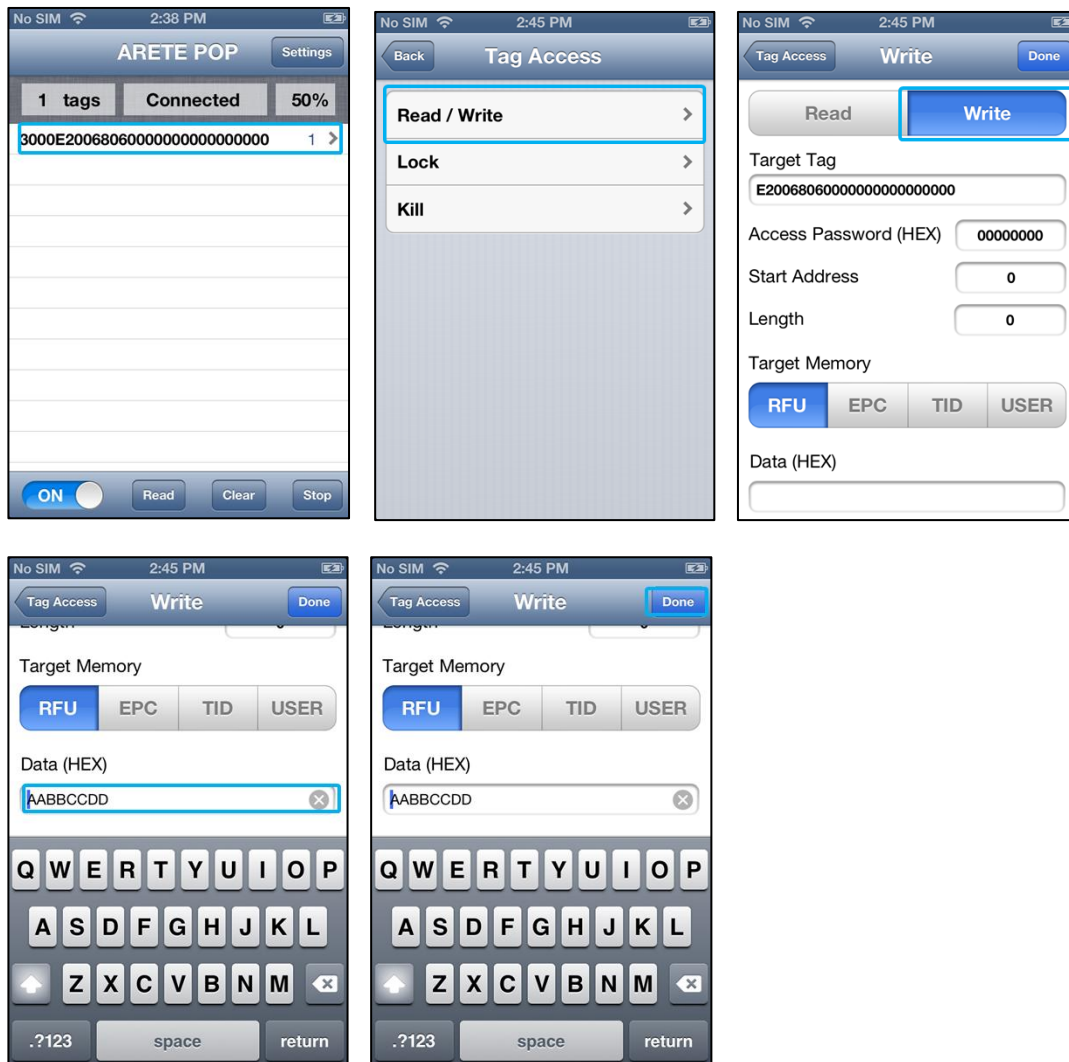 No SIM 2:38 PM
ARETE POP Settings
1 tags Connected 50%
3000E20068060000000000000000 1
ON Read Clear Stop
No SIM 2:45 PM
Back Tag Access
Read / Write
Lock
Kill
No SIM 2:45 PM
Tag Access Write Done
Read Write
Target Tag
E20068060000000000000000
Access Password (HEX) 00000000
Start Address 0
Length 0
Target Memory
RFU EPC TID USER
Data (HEX)
No SIM 2:45 PM
Tag Access Write Done
Length 0
Target Memory
RFU EPC TID USER
Data (HEX)
AABBCCDD
Q W E R T Y U I O P
A S D F G H J K L
Z X C V B N M
.?123 space return
No SIM 2:45 PM
Tag Access Write Done
Length 0
Target Memory
RFU EPC TID USER
Data (HEX)
AABBCCDD
Q W E R T Y U I O P
A S D F G H J K L
Z X C V B N M
.?123 space return